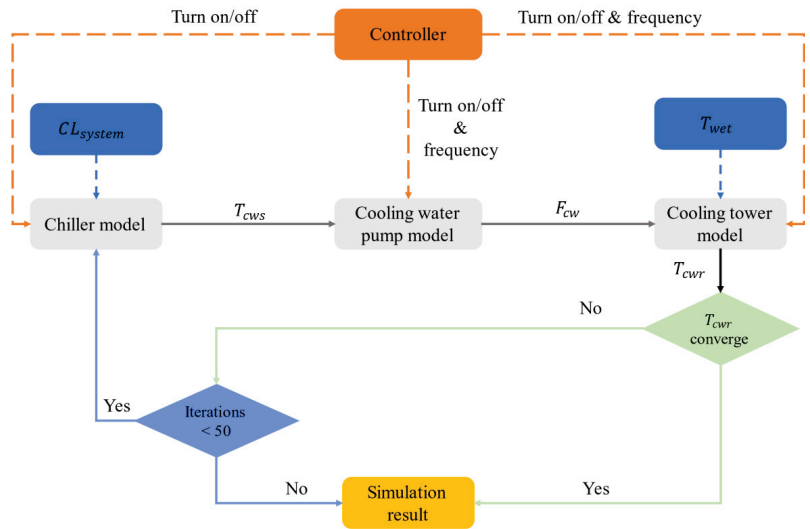 Turn on/off
Controller
Turn on/off & frequency
Turn on/off
&
frequency
CL_system
T_wet
Chiller model
T_cws
Cooling water
pump model
F_cw
Cooling tower
model
T_cwr
No
T_cwr
converge
Yes
Iterations
< 50
No
Simulation
result
Yes